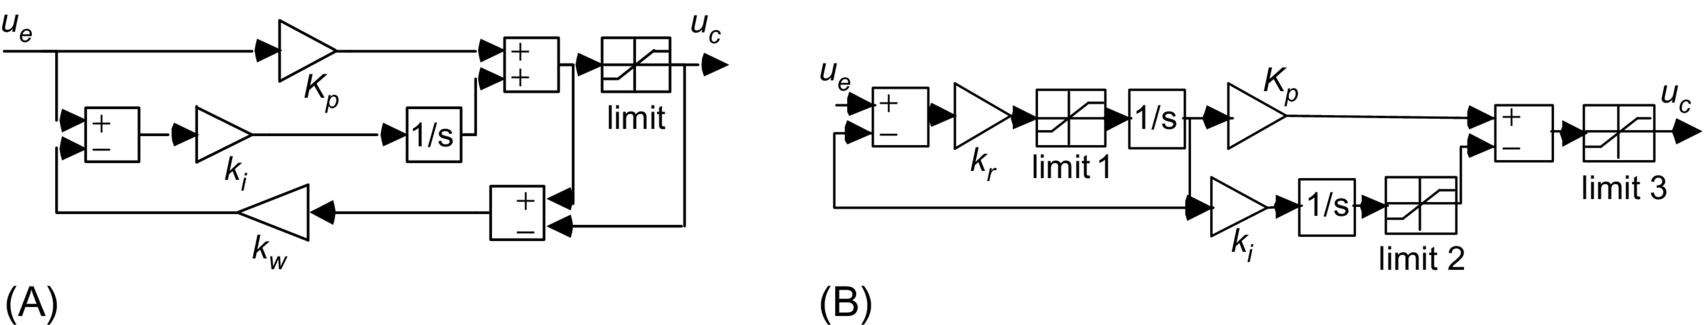 u_e
K_p
+
+
u_c
limit
+
−
k_i
1/s
+
−
k_w
(A)
u_e
+
−
k_r
limit 1
1/s
K_p
+
−
u_c
limit 3
k_i
1/s
limit 2
(B)